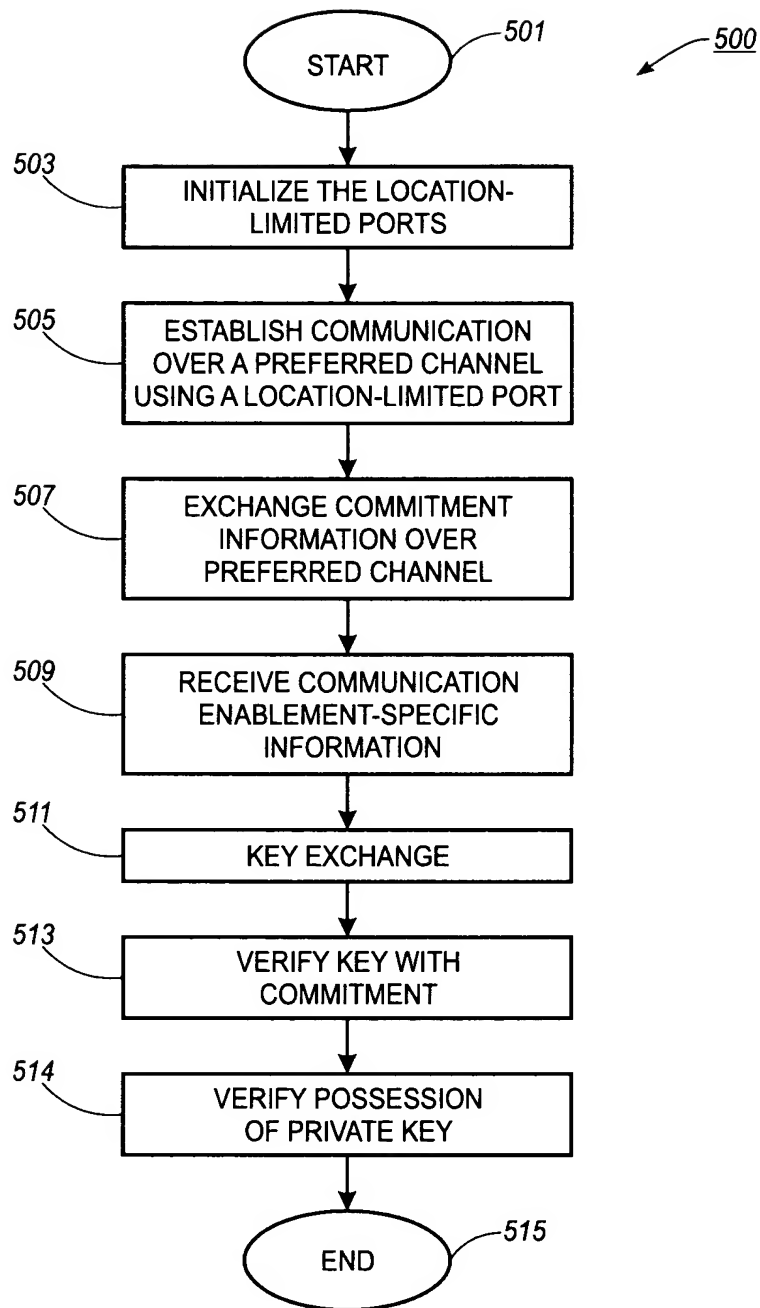 START
501
500
503
INITIALIZE THE LOCATION-
LIMITED PORTS
505
ESTABLISH COMMUNICATION
OVER A PREFERRED CHANNEL
USING A LOCATION-LIMITED PORT
507
EXCHANGE COMMITMENT
INFORMATION OVER
PREFERRED CHANNEL
509
RECEIVE COMMUNICATION
ENABLEMENT-SPECIFIC
INFORMATION
511
KEY EXCHANGE
513
VERIFY KEY WITH
COMMITMENT
514
VERIFY POSSESSION
OF PRIVATE KEY
END
515